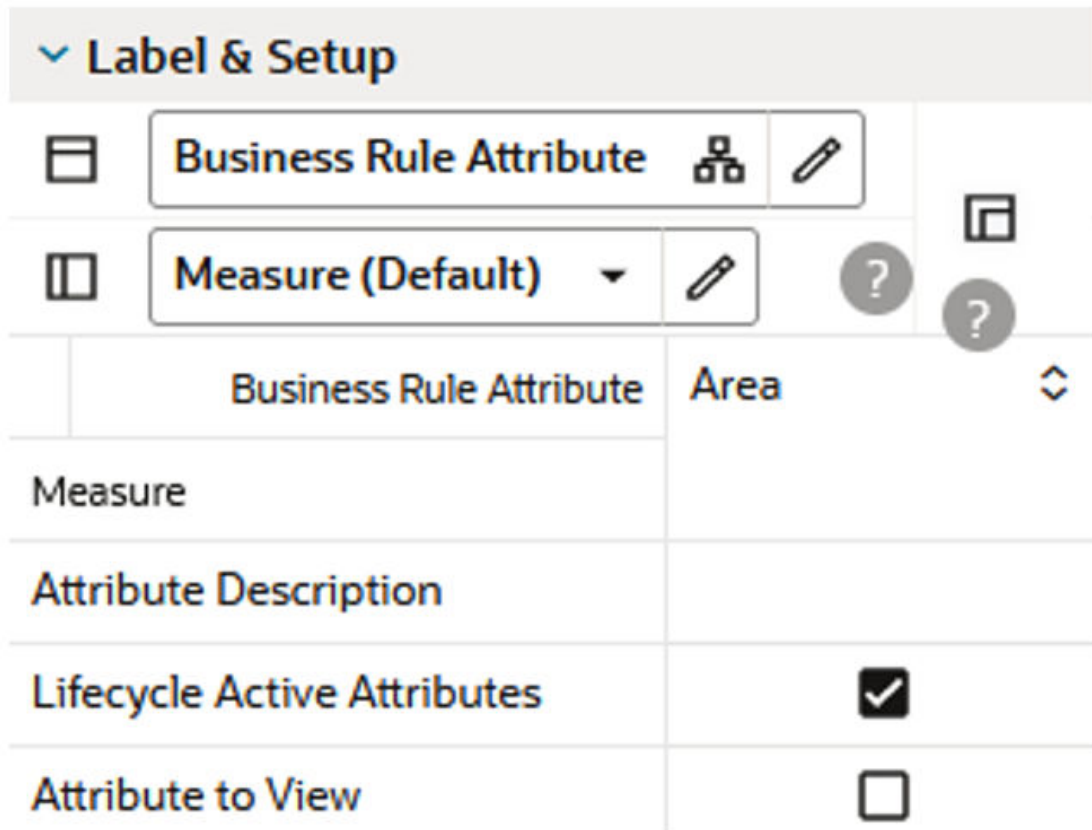 Label & Setup
Business Rule Attribute
Measure (Default)
?
?
Business Rule Attribute Area
Measure
Attribute Description
Lifecycle Active Attributes
Attribute to View